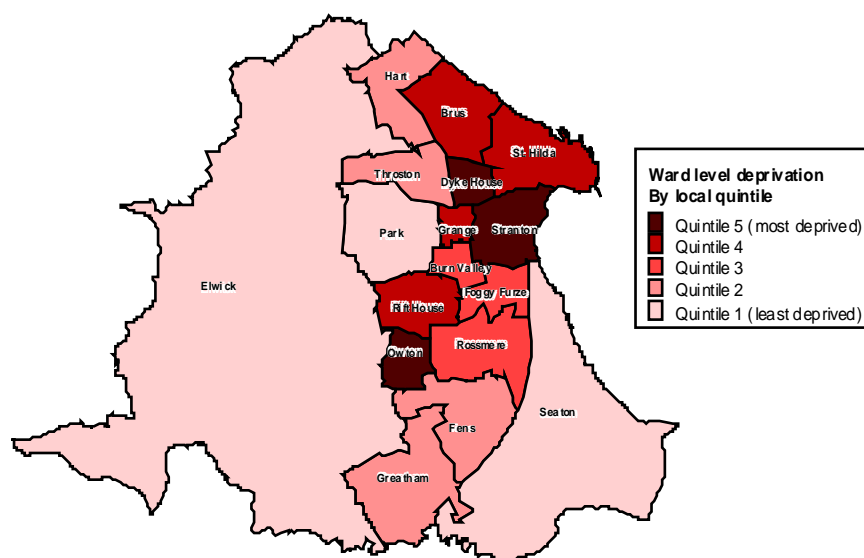 Hart
Brus
St. Hilda
Throston
Dyke House
Park
Grange
Stranton
Burn Valley
Elwick
Foggy Furze
Rift House
Owton
Rossmere
Seaton
Fens
Greatham
Ward level deprivation
By local quintile
Quintile 5 (most deprived)
Quintile 4
Quintile 3
Quintile 2
Quintile 1 (least deprived)